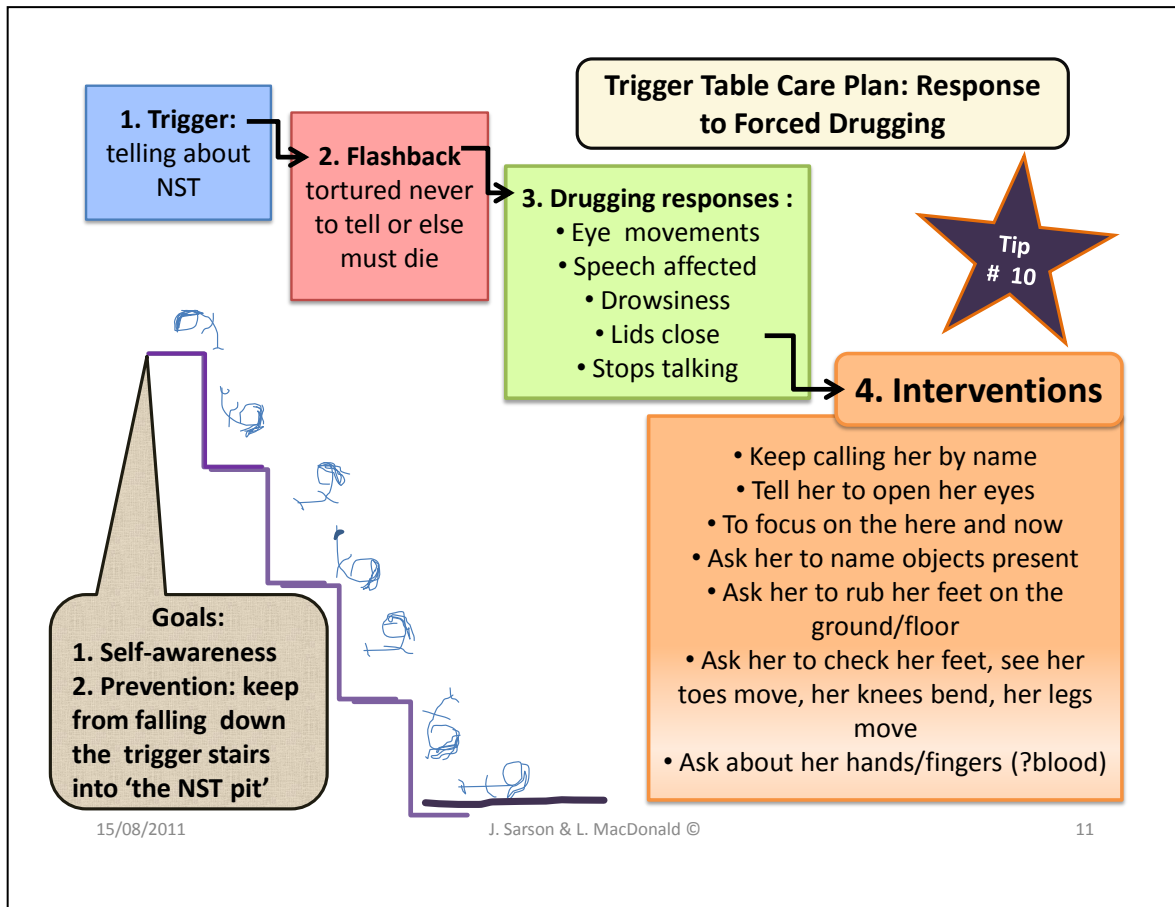 Trigger Table Care Plan: Response
to Forced Drugging
1. Trigger:
telling about
NST
2. Flashback
tortured never
to tell or else
must die
3. Drugging responses :
• Eye movements
• Speech affected
• Drowsiness
• Lids close
• Stops talking
Tip
# 10
4. Interventions
• Keep calling her by name
• Tell her to open her eyes
• To focus on the here and now
• Ask her to name objects present
• Ask her to rub her feet on the
ground/floor
• Ask her to check her feet, see her
toes move, her knees bend, her legs
move
• Ask about her hands/fingers (?blood)
Goals:
1. Self-awareness
2. Prevention: keep
from falling down
the trigger stairs
into ‘the NST pit’
15/08/2011
J. Sarson & L. MacDonald ©
11